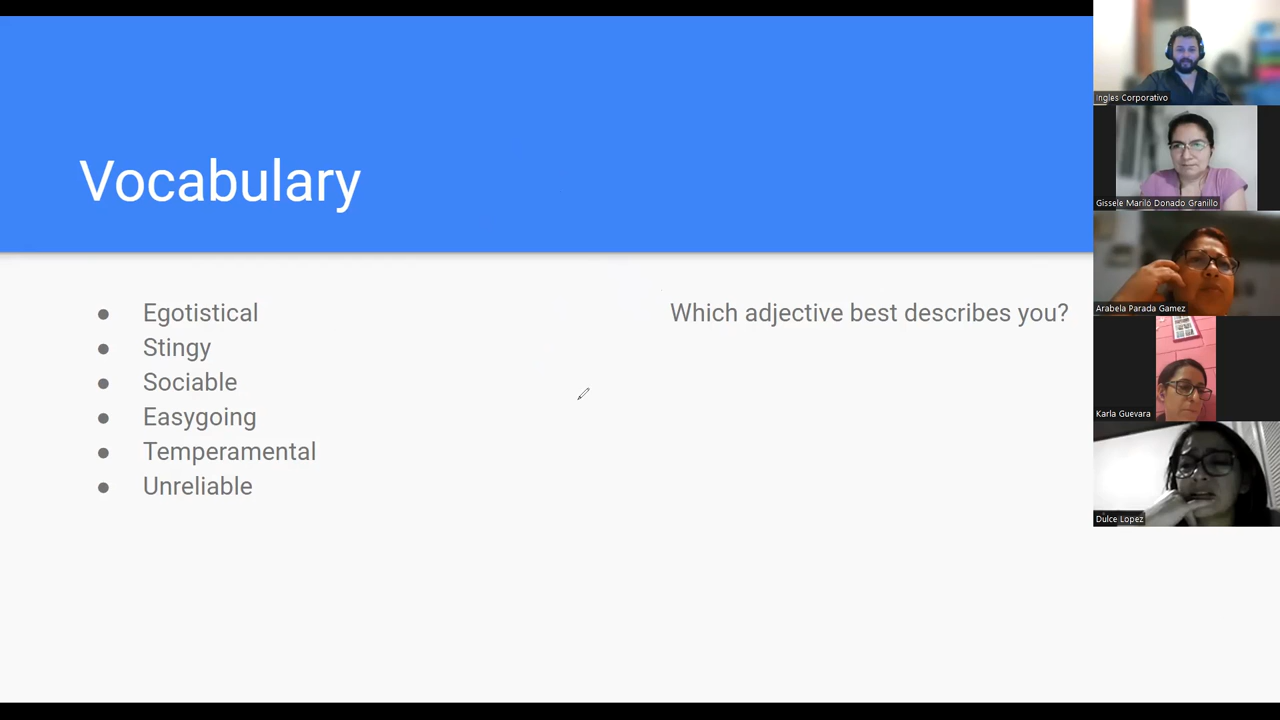 Vocabulary
Egotistical
Stingy
Sociable
Easygoing
Temperamental
Unreliable
Which adjective best describes you?
Ingles Corporativo
Gissele Mariló Donado Granillo
Arabela Parada Gamez
Karla Guevara
Dulce Lopez